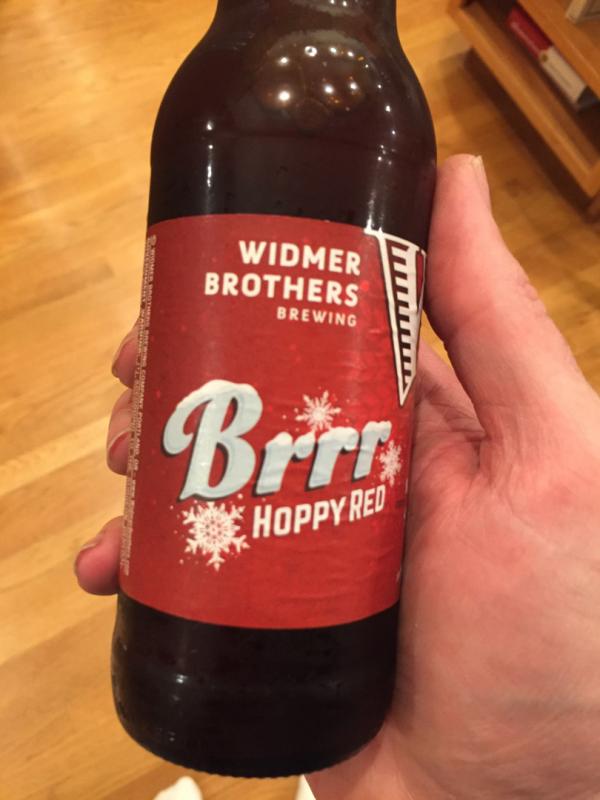 WIDMER
BROTHERS
BREWING
Brrr
HOPPY RED